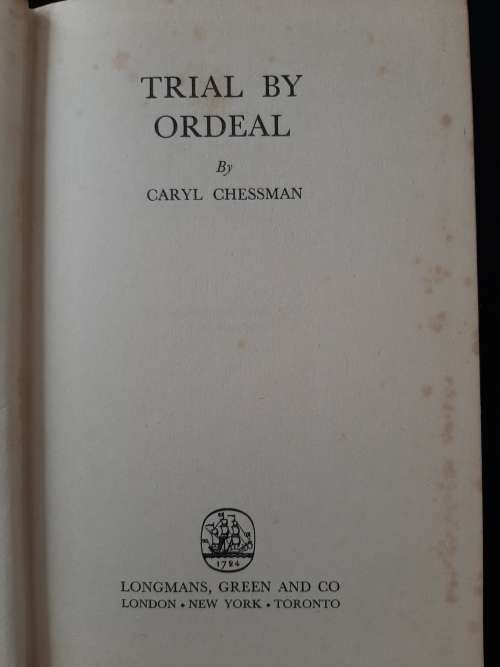 TRIAL BY
ORDEAL
By
CARYL CHESSMAN
1724
LONGMANS, GREEN AND CO
LONDON • NEW YORK • TORONTO